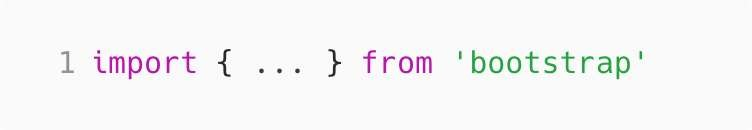 1 import { ... } from 'bootstrap'